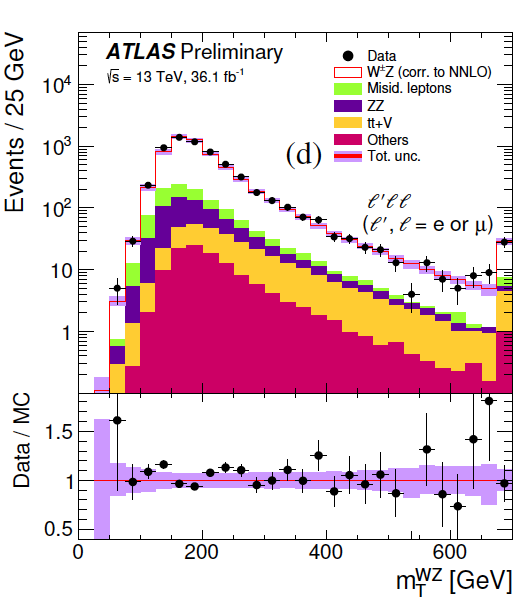 ATLAS Preliminary
√s = 13 TeV, 36.1 fb⁻¹
Data
W±Z (corr. to NNLO)
Misid. leptons
ZZ
tt+V
Others
Tot. unc.
(d)
ℓ′ℓℓ
(ℓ′, ℓ = e or μ)
Events / 25 GeV
10⁴
10³
10²
10
1
Data / MC
1.5
1
0.5
0
200
400
600
m_T^WZ [GeV]